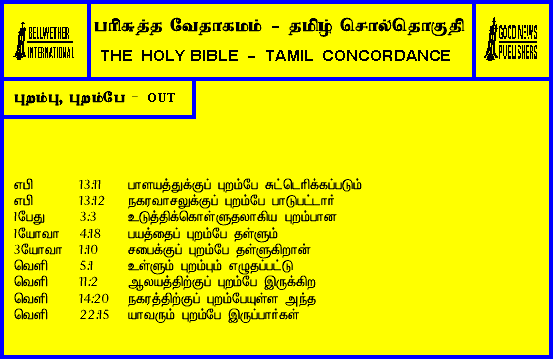 BELLWETHER
INTERNATIONAL
பரிசுத்த வேதாகமம் - தமிழ் சொல்தொகுதி
THE HOLY BIBLE - TAMIL CONCORDANCE
GOOD NEWS
PUBLISHERS
புறம்பு, புறம்பே - OUT
எபி 13:11 பாளயத்துக்குப் புறம்பே சுட்டெரிக்கப்படும்
எபி 13:12 நகரவாசலுக்குப் புறம்பே பாடுபட்டார்
1பேது 3:3 உடுத்திக்கொள்ளுதலாகிய புறம்பான
1யோவா 4:18 பயத்தைப் புறம்பே தள்ளும்
3யோவா 1:10 சபைக்குப் புறம்பே தள்ளுகிறான்
வெளி 5:1 உள்ளும் புறம்பும் எழுதப்பட்டு
வெளி 11:2 ஆலயத்திற்குப் புறம்பே இருக்கிற
வெளி 14:20 நகரத்திற்குப் புறம்பேயுள்ள அந்த
வெளி 22:15 யாவரும் புறம்பே இருப்பார்கள்